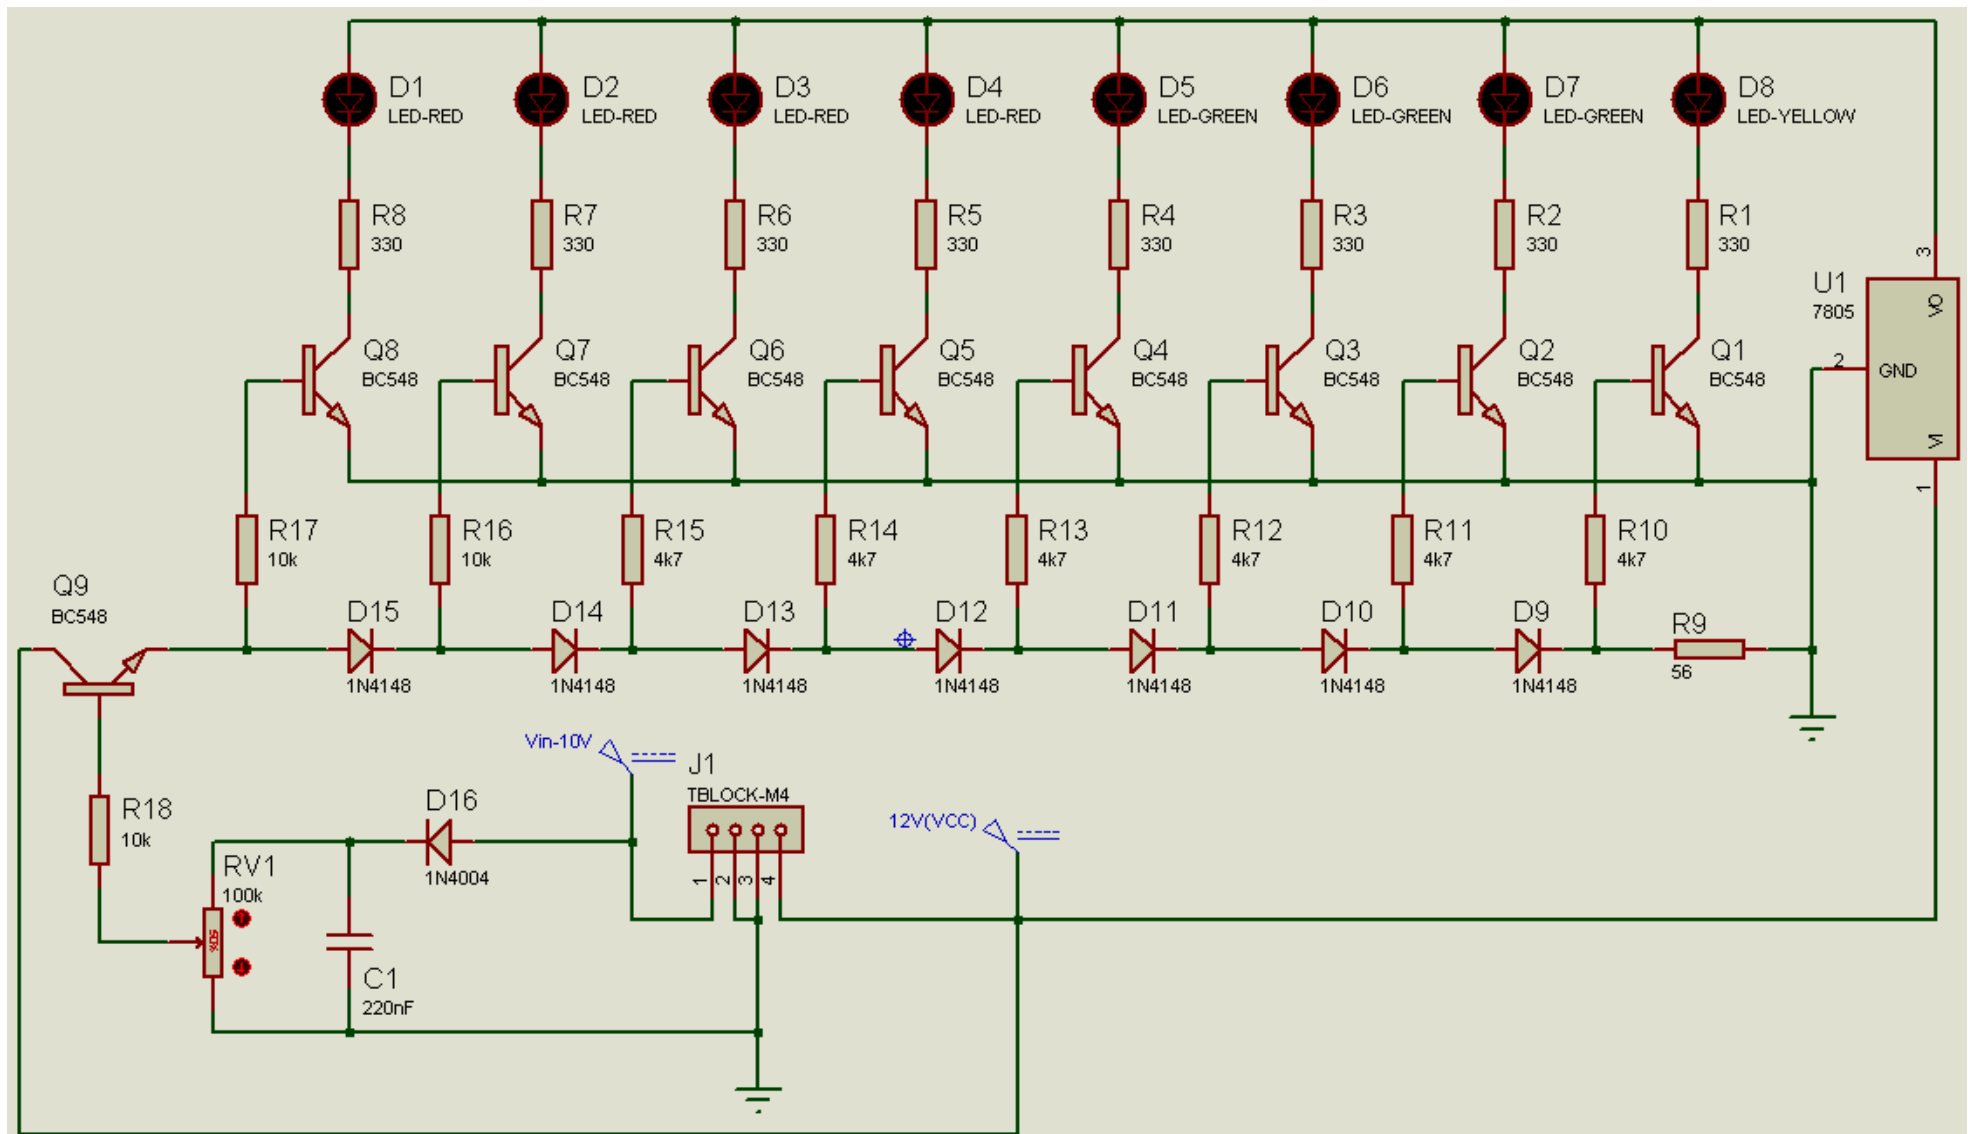 D1
LED-RED
D2
LED-RED
D3
LED-RED
D4
LED-RED
D5
LED-GREEN
D6
LED-GREEN
D7
LED-GREEN
D8
LED-YELLOW
R8
330
R7
330
R6
330
R5
330
R4
330
R3
330
R2
330
R1
330
U1
7805
3
VO
2
GND
VI
1
Q8
BC548
Q7
BC548
Q6
BC548
Q5
BC548
Q4
BC548
Q3
BC548
Q2
BC548
Q1
BC548
R17
10k
R16
10k
R15
4k7
R14
4k7
R13
4k7
R12
4k7
R11
4k7
R10
4k7
Q9
BC548
D15
1N4148
D14
1N4148
D13
1N4148
D12
1N4148
D11
1N4148
D10
1N4148
D9
1N4148
R9
56
Vin-10V
J1
TBLOCK-M4
1
2
3
4
12V(VCC)
R18
10k
D16
1N4004
RV1
100k
50%
C1
220nF